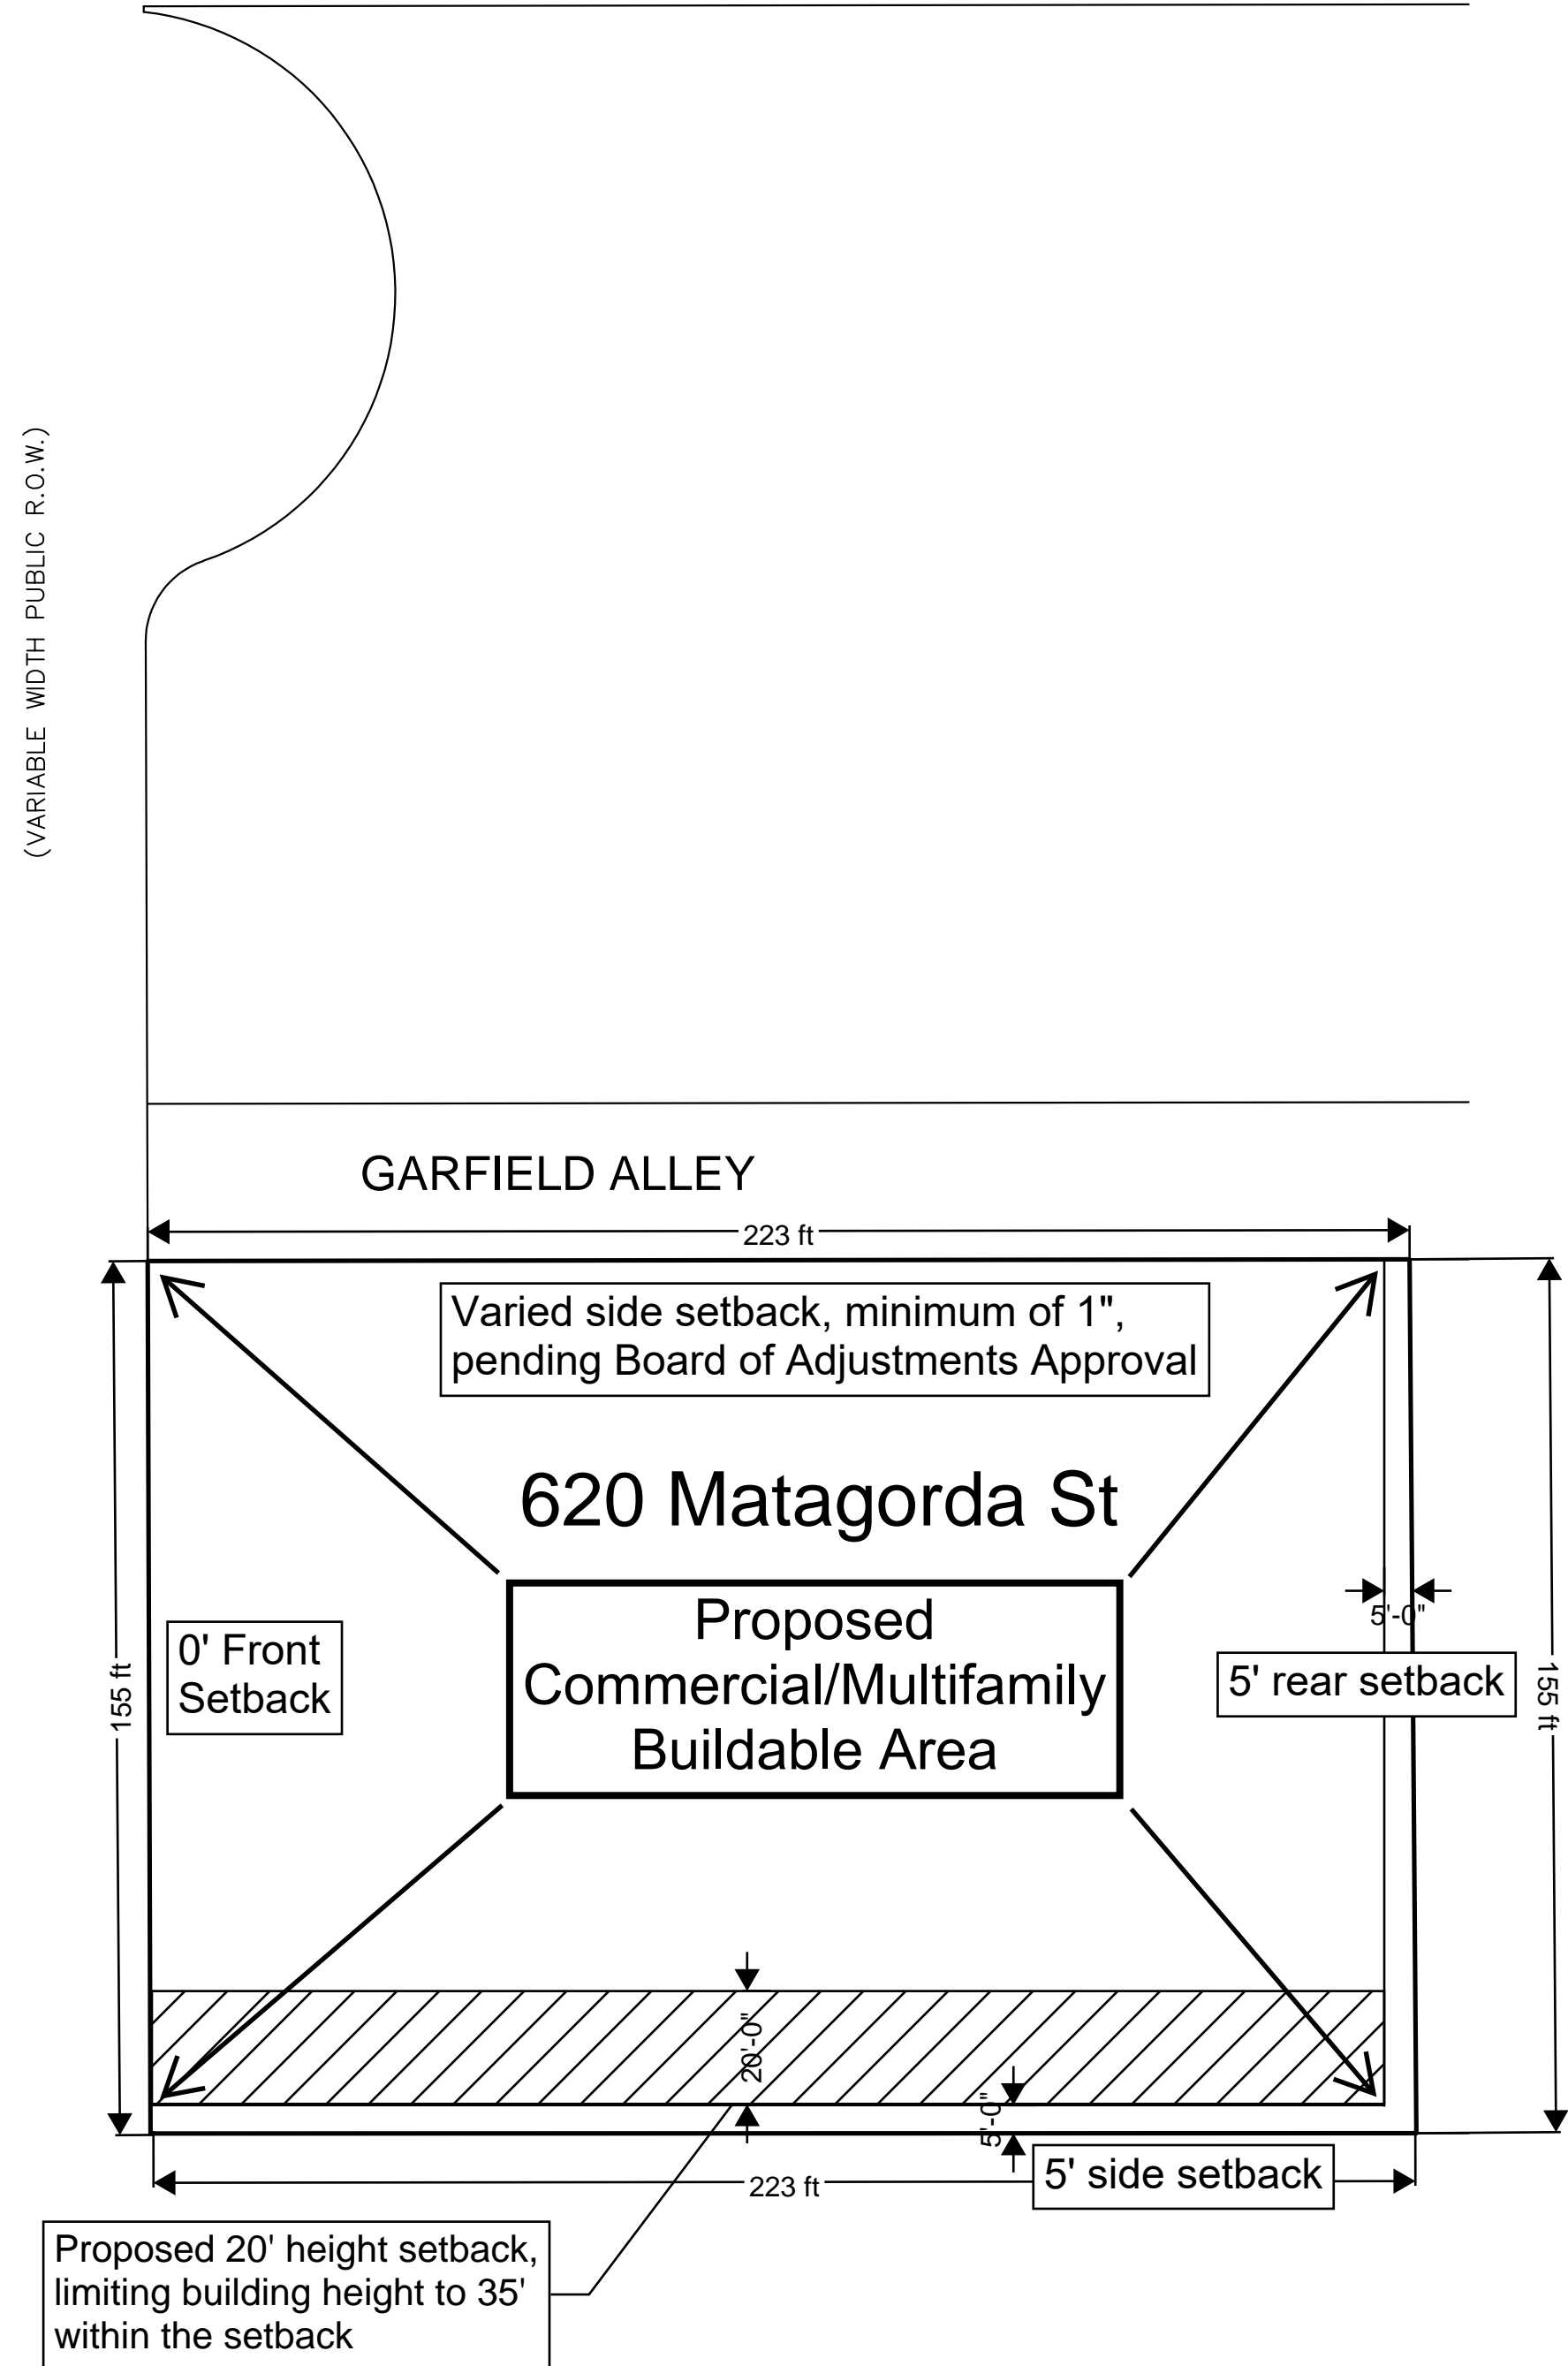 (VARIABLE WIDTH PUBLIC R.O.W.)
GARFIELD ALLEY
223 ft
Varied side setback, minimum of 1",
pending Board of Adjustments Approval
620 Matagorda St
Proposed
Commercial/Multifamily
Buildable Area
0' Front
Setback
155 ft
5'-0"
5' rear setback
155 ft
20'-0"
5'-0"
5' side setback
223 ft
Proposed 20' height setback,
limiting building height to 35'
within the setback